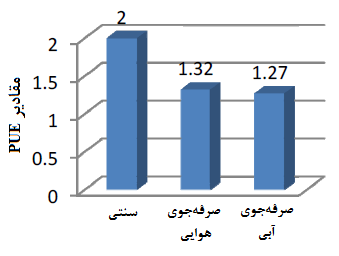 2
1.32
1.27
2
1.5
1
0.5
0
مقادیر PUE
سنتی
صرفه‌جوی
هوایی
صرفه‌جوی
آبی